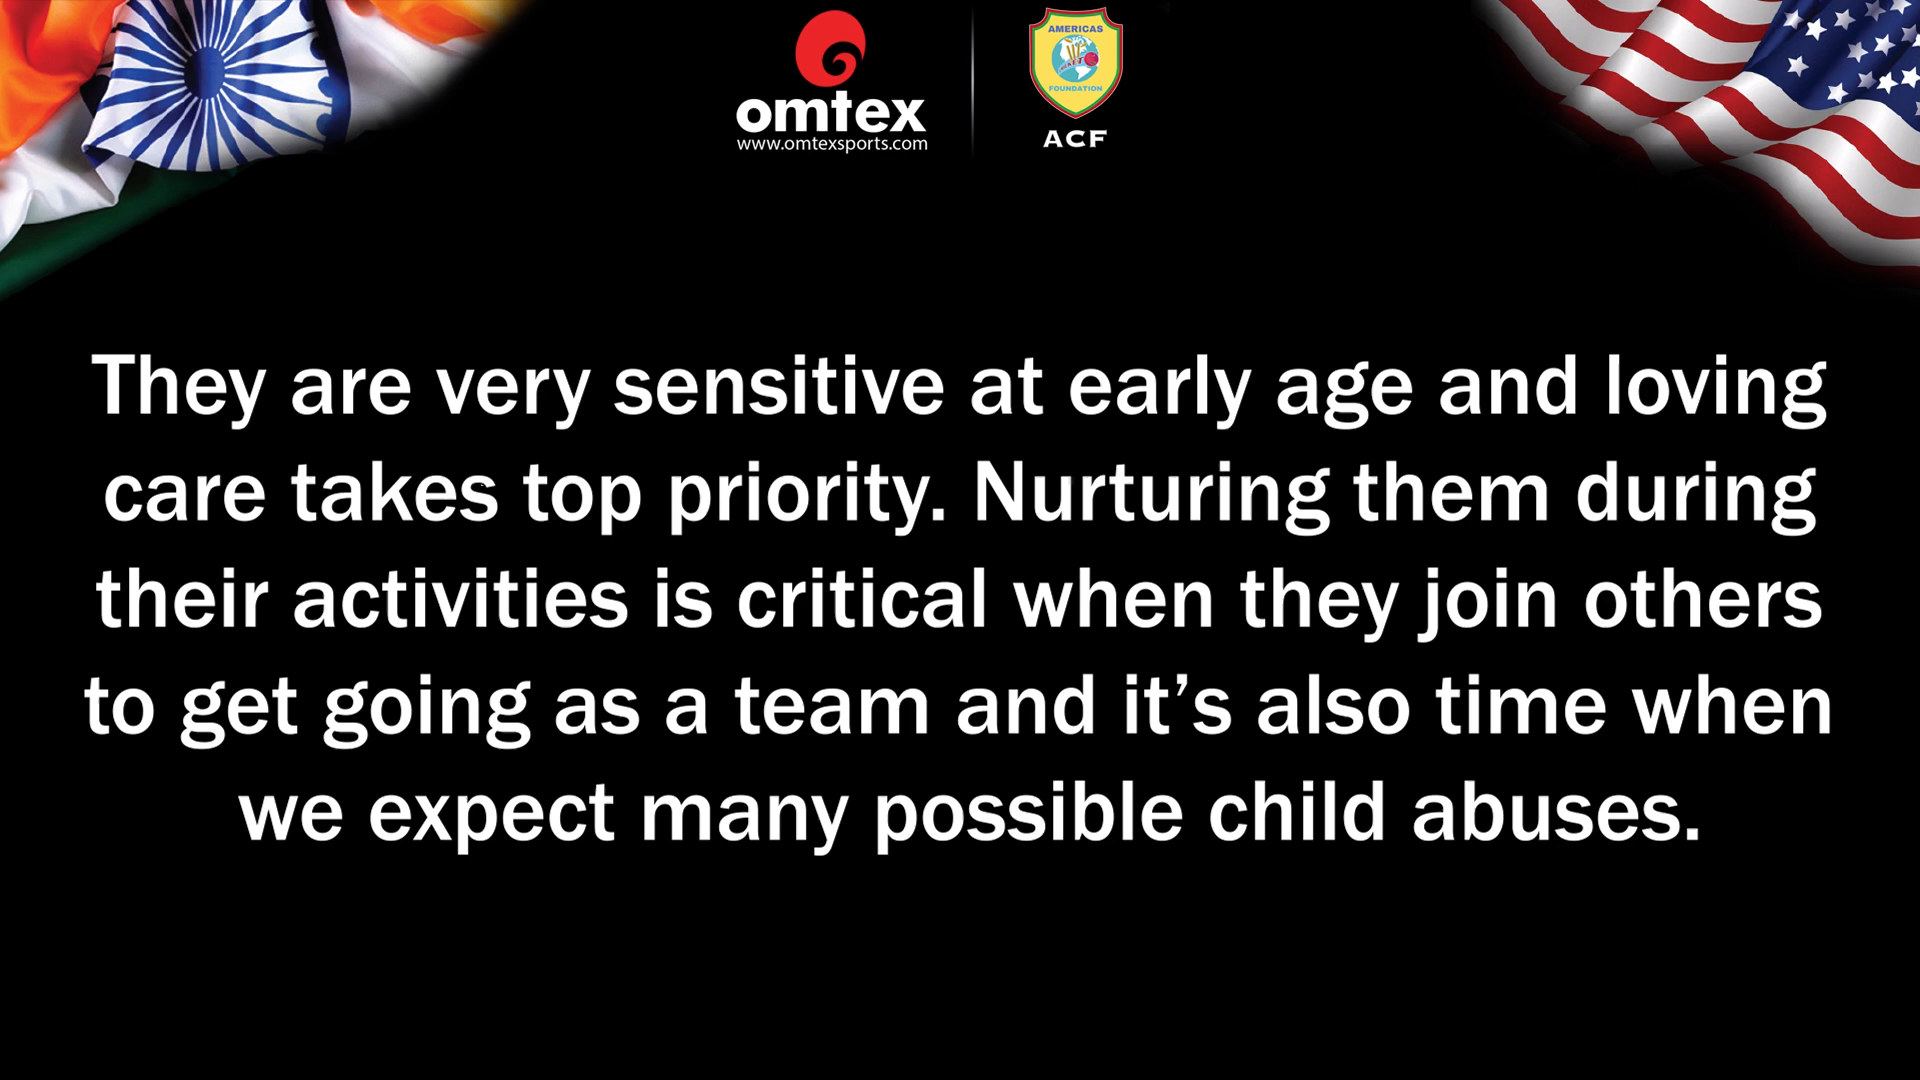 omtex
www.omtexsports.com
AMERICAS
FOUNDATION
ACF
They are very sensitive at early age and loving
care takes top priority. Nurturing them during
their activities is critical when they join others
to get going as a team and it’s also time when
we expect many possible child abuses.